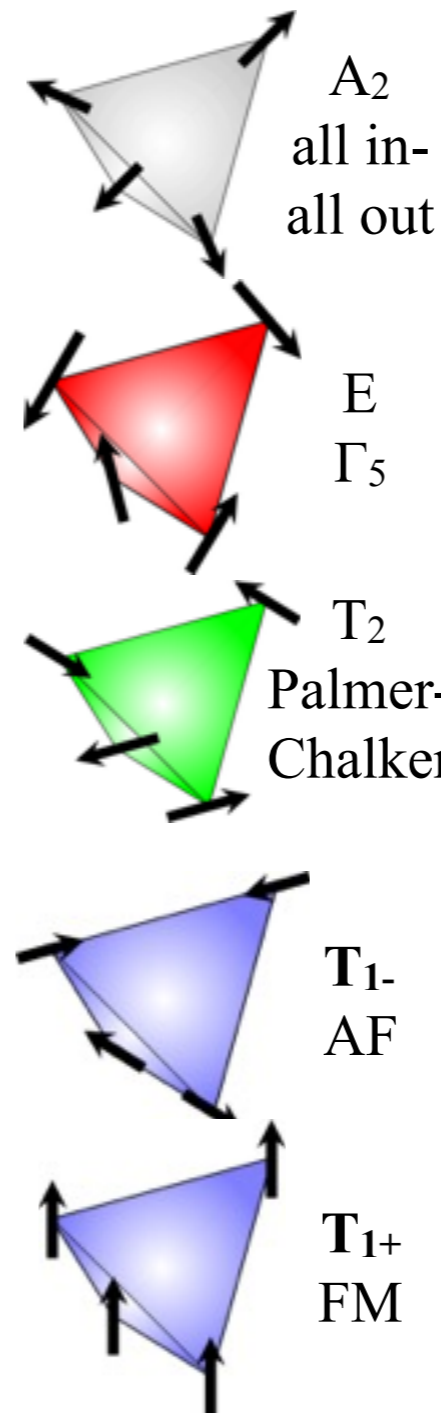 A₂
all in-
all out
E
Γ₅
T₂
Palmer-
Chalker
T₁₋
AF
T₁₊
FM